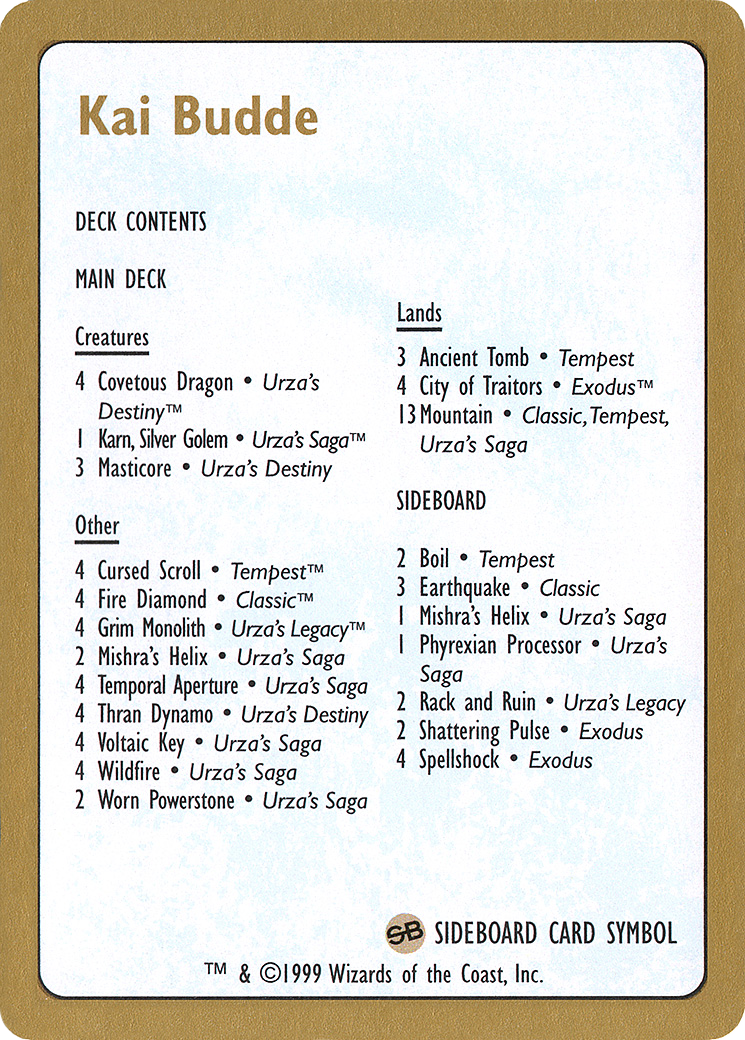 Kai Budde
DECK CONTENTS
MAIN DECK
Creatures
4 Covetous Dragon • Urza's
Destiny™
1 Karn, Silver Golem • Urza's Saga™
3 Masticore • Urza's Destiny
Other
4 Cursed Scroll • Tempest™
4 Fire Diamond • Classic™
4 Grim Monolith • Urza's Legacy™
2 Mishra's Helix • Urza's Saga
4 Temporal Aperture • Urza's Saga
4 Thran Dynamo • Urza's Destiny
4 Voltaic Key • Urza's Saga
4 Wildfire • Urza's Saga
2 Worn Powerstone • Urza's Saga
Lands
3 Ancient Tomb • Tempest
4 City of Traitors • Exodus™
13 Mountain • Classic, Tempest,
Urza's Saga
SIDEBOARD
2 Boil • Tempest
3 Earthquake • Classic
1 Mishra's Helix • Urza's Saga
1 Phyrexian Processor • Urza's
Saga
2 Rack and Ruin • Urza's Legacy
2 Shattering Pulse • Exodus
4 Spellshock • Exodus
SB SIDEBOARD CARD SYMBOL
™ & ©1999 Wizards of the Coast, Inc.